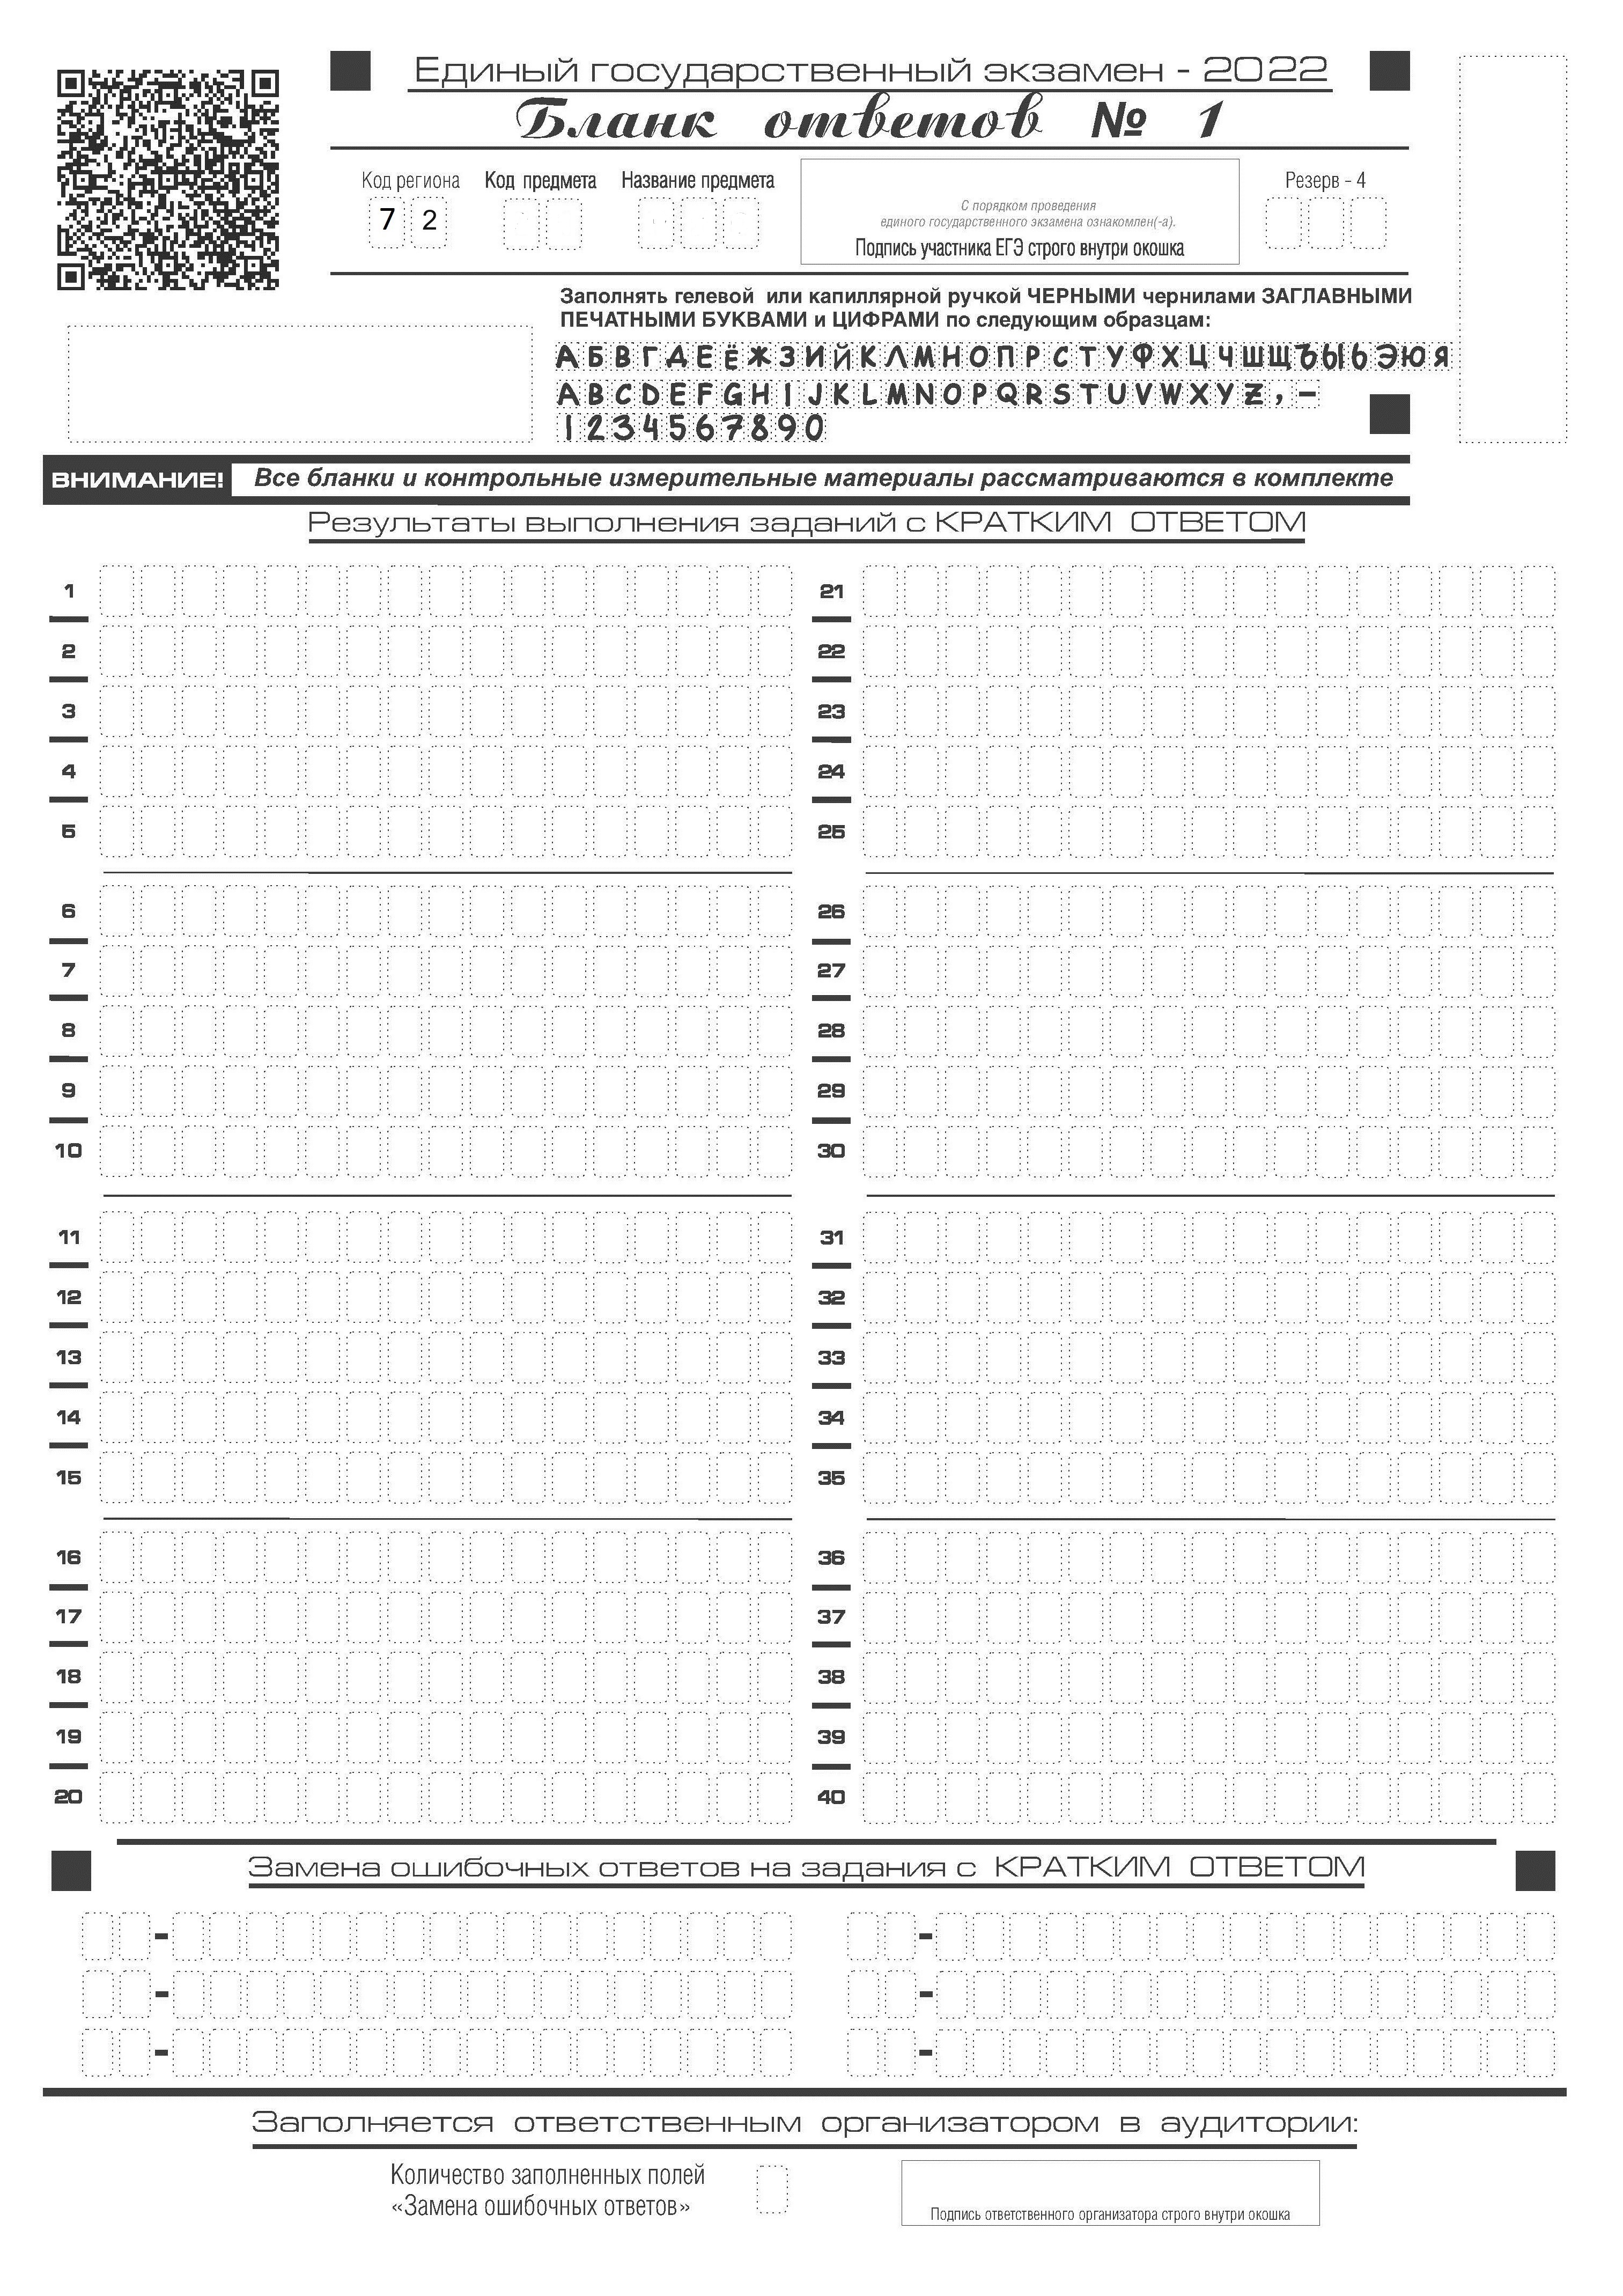 Единый государственный экзамен - 2022
Бланк ответов № 1
Код региона Код предмета Название предмета Резерв - 4
7 2
С порядком проведения
единого государственного экзамена ознакомлен(-а).
Подпись участника ЕГЭ строго внутри окошка
Заполнять гелевой или капиллярной ручкой ЧЕРНЫМИ чернилами ЗАГЛАВНЫМИ
ПЕЧАТНЫМИ БУКВАМИ и ЦИФРАМИ по следующим образцам:
А Б В Г Д Е Ё Ж З И Й К Л М Н О П Р С Т У Ф Х Ц Ч Ш Щ Ъ Ы Ь Э Ю Я
A B C D E F G H I J K L M N O P Q R S T U V W X Y Z , -
1 2 3 4 5 6 7 8 9 0
ВНИМАНИЕ! Все бланки и контрольные измерительные материалы рассматриваются в комплекте
Результаты выполнения заданий с КРАТКИМ ОТВЕТОМ
1 21
2 22
3 23
4 24
5 25
6 26
7 27
8 28
9 29
10 30
11 31
12 32
13 33
14 34
15 35
16 36
17 37
18 38
19 39
20 40
Замена ошибочных ответов на задания с КРАТКИМ ОТВЕТОМ
- -
- -
- -
Заполняется ответственным организатором в аудитории:
Количество заполненных полей
«Замена ошибочных ответов»
Подпись ответственного организатора строго внутри окошка